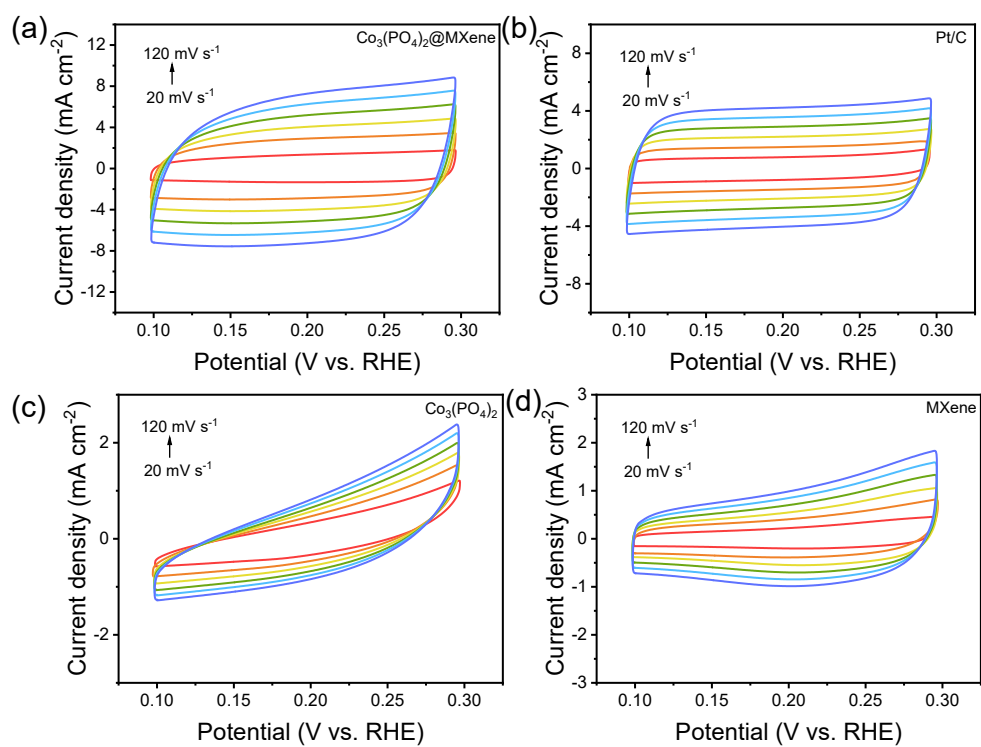 (a)
Co₃(PO₄)₂@MXene
120 mV s⁻¹
20 mV s⁻¹
12
8
4
0
-4
-8
-12
Current density (mA cm⁻²)
0.10 0.15 0.20 0.25 0.30
Potential (V vs. RHE)
(b)
Pt/C
120 mV s⁻¹
20 mV s⁻¹
8
4
0
-4
-8
Current density (mA cm⁻²)
0.10 0.15 0.20 0.25 0.30
Potential (V vs. RHE)
(c)
Co₃(PO₄)₂
120 mV s⁻¹
20 mV s⁻¹
2
0
-2
Current density (mA cm⁻²)
0.10 0.15 0.20 0.25 0.30
Potential (V vs. RHE)
(d)
MXene
120 mV s⁻¹
20 mV s⁻¹
3
2
1
0
-1
-2
-3
Current density (mA cm⁻²)
0.10 0.15 0.20 0.25 0.30
Potential (V vs. RHE)